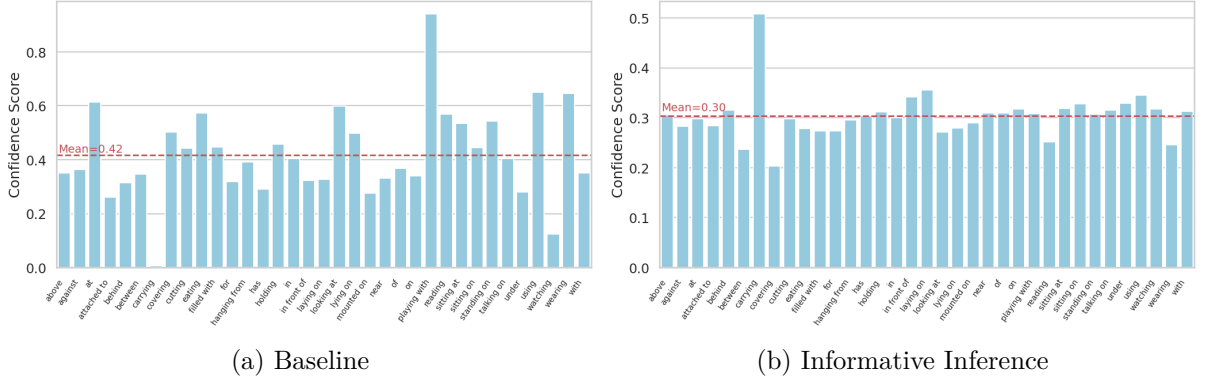 Confidence Score
0.8
0.6
0.4
0.2
0.0
Mean=0.42
above
against
at
attached to
behind
between
carrying
covering
cutting
eating
filled with
for
hanging from
has
holding
in
in front of
laying on
looking at
lying on
mounted on
near
of
on
playing with
reading
sitting at
sitting on
standing on
talking on
under
using
watching
wearing
with
(a) Baseline
Confidence Score
0.5
0.4
0.3
0.2
0.1
0.0
Mean=0.30
above
against
at
attached to
behind
between
carrying
covering
cutting
eating
filled with
for
hanging from
has
holding
in
in front of
laying on
looking at
lying on
mounted on
near
of
on
playing with
reading
sitting at
sitting on
standing on
talking on
under
using
watching
wearing
with
(b) Informative Inference